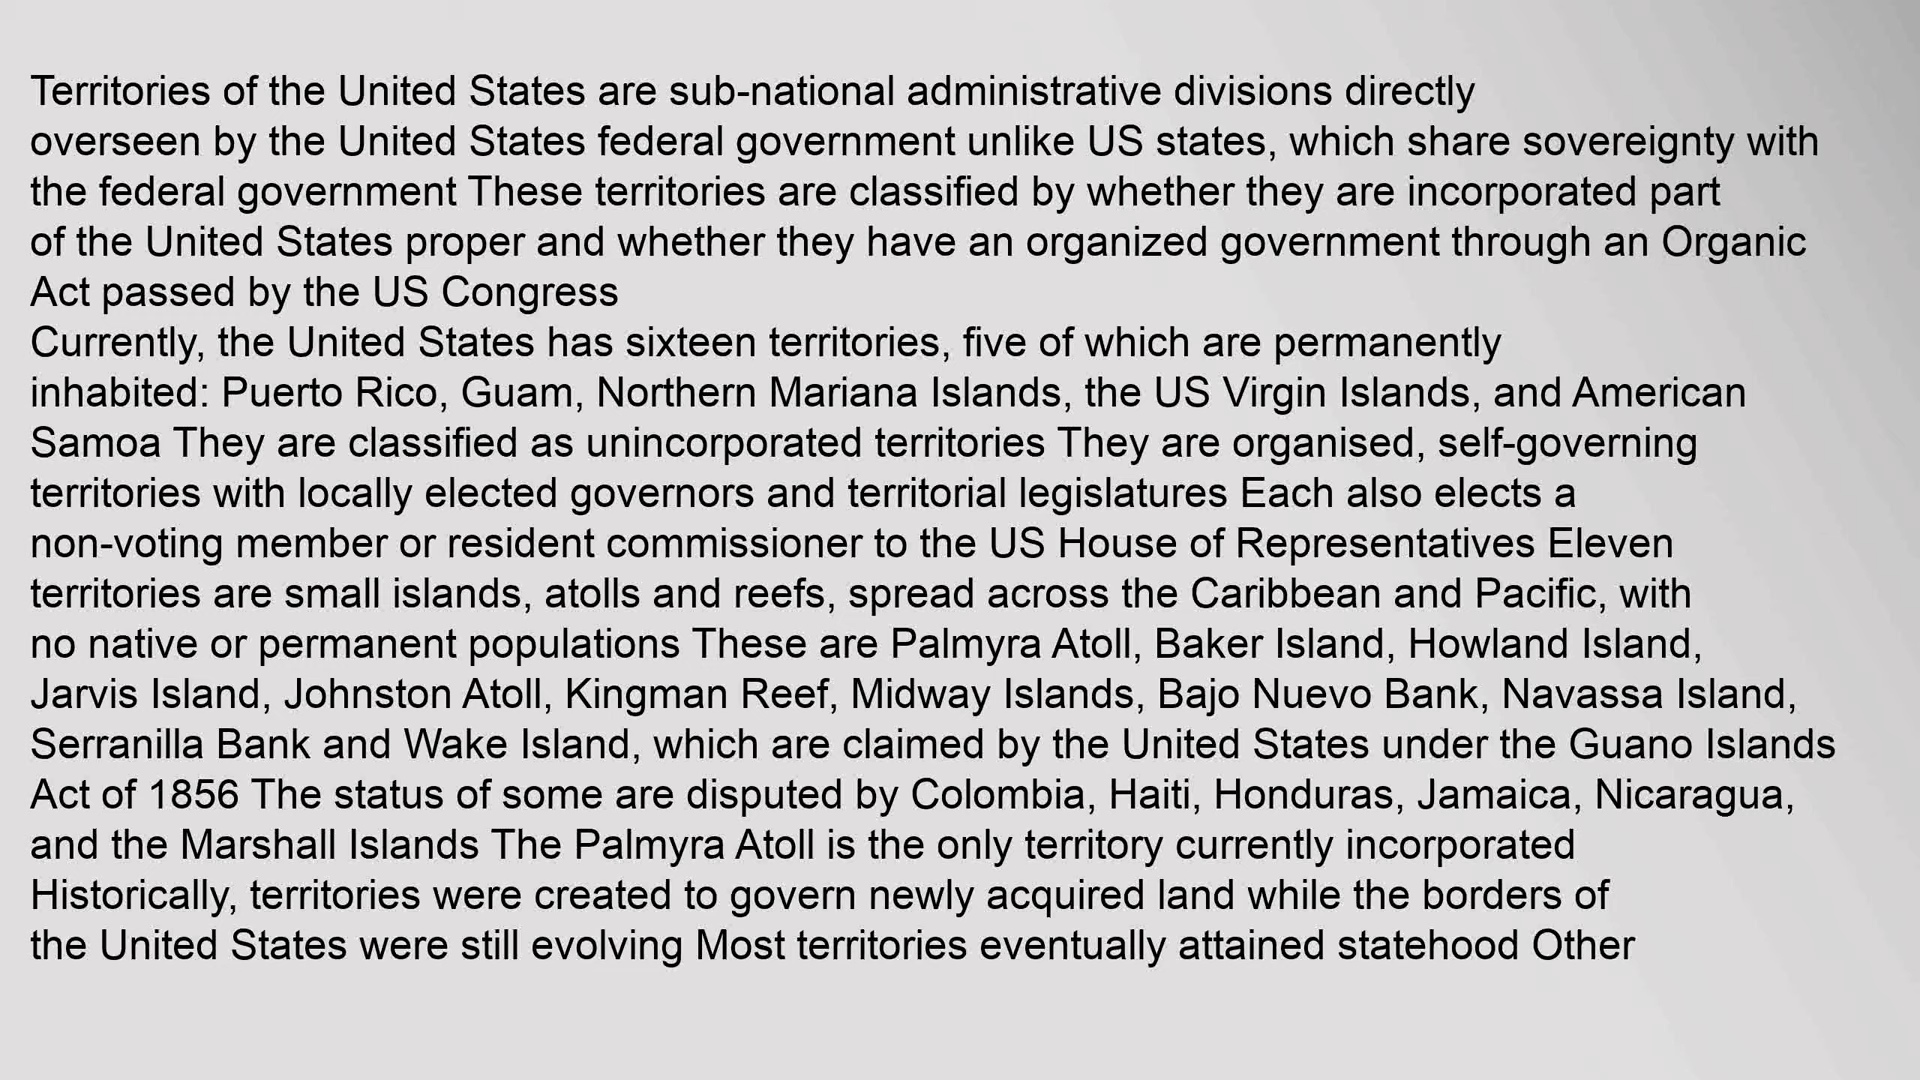 Territories of the United States are sub-national administrative divisions directly
overseen by the United States federal government unlike US states, which share sovereignty with
the federal government These territories are classified by whether they are incorporated part
of the United States proper and whether they have an organized government through an Organic
Act passed by the US Congress
Currently, the United States has sixteen territories, five of which are permanently
inhabited: Puerto Rico, Guam, Northern Mariana Islands, the US Virgin Islands, and American
Samoa They are classified as unincorporated territories They are organised, self-governing
territories with locally elected governors and territorial legislatures Each also elects a
non-voting member or resident commissioner to the US House of Representatives Eleven
territories are small islands, atolls and reefs, spread across the Caribbean and Pacific, with
no native or permanent populations These are Palmyra Atoll, Baker Island, Howland Island,
Jarvis Island, Johnston Atoll, Kingman Reef, Midway Islands, Bajo Nuevo Bank, Navassa Island,
Serranilla Bank and Wake Island, which are claimed by the United States under the Guano Islands
Act of 1856 The status of some are disputed by Colombia, Haiti, Honduras, Jamaica, Nicaragua,
and the Marshall Islands The Palmyra Atoll is the only territory currently incorporated
Historically, territories were created to govern newly acquired land while the borders of
the United States were still evolving Most territories eventually attained statehood Other